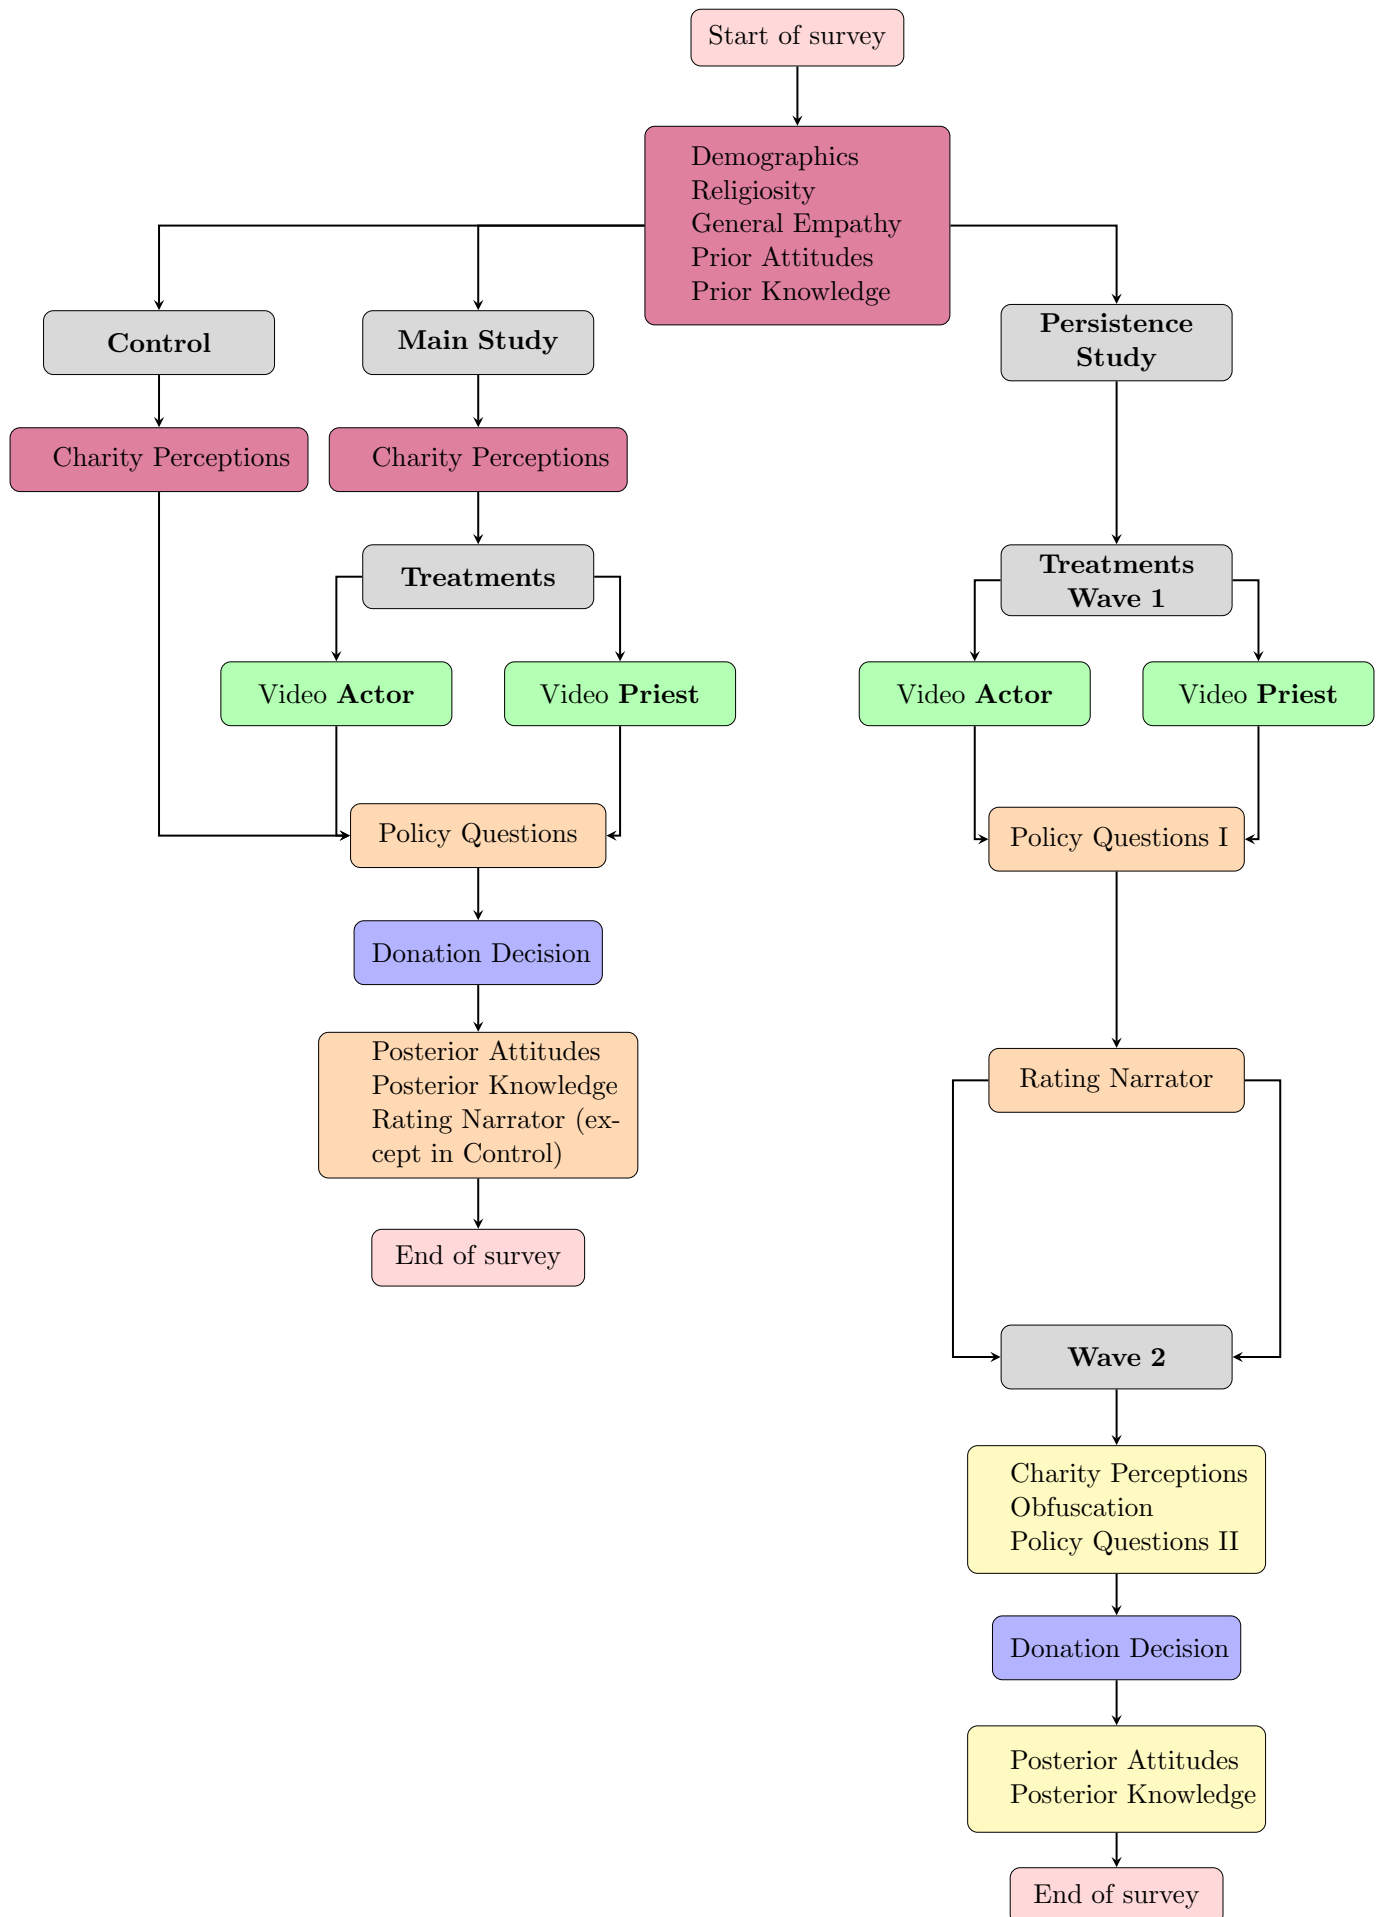 Start of survey
Demographics
Religiosity
General Empathy
Prior Attitudes
Prior Knowledge
Control
Main Study
Persistence
Study
Charity Perceptions
Charity Perceptions
Treatments
Treatments
Wave 1
Video Actor
Video Priest
Video Actor
Video Priest
Policy Questions
Policy Questions I
Donation Decision
Posterior Attitudes
Posterior Knowledge
Rating Narrator (ex-
cept in Control)
Rating Narrator
End of survey
Wave 2
Charity Perceptions
Obfuscation
Policy Questions II
Donation Decision
Posterior Attitudes
Posterior Knowledge
End of survey